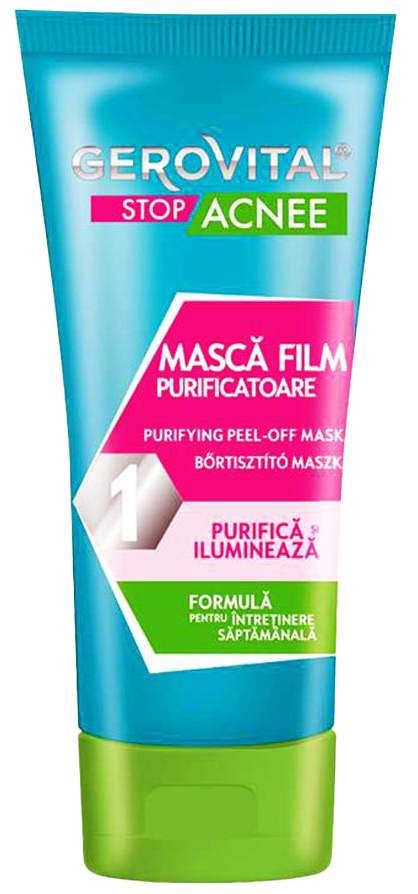 GEROVITAL®
STOP ACNEE
MASCĂ FILM
PURIFICATOARE
PURIFYING PEEL-OFF MASK
BŐRTISZTÍTÓ MASZK
1
PURIFICĂ ȘI
ILUMINEAZĂ
FORMULĂ
PENTRU ÎNTREȚINERE
SĂPTĂMÂNALĂ